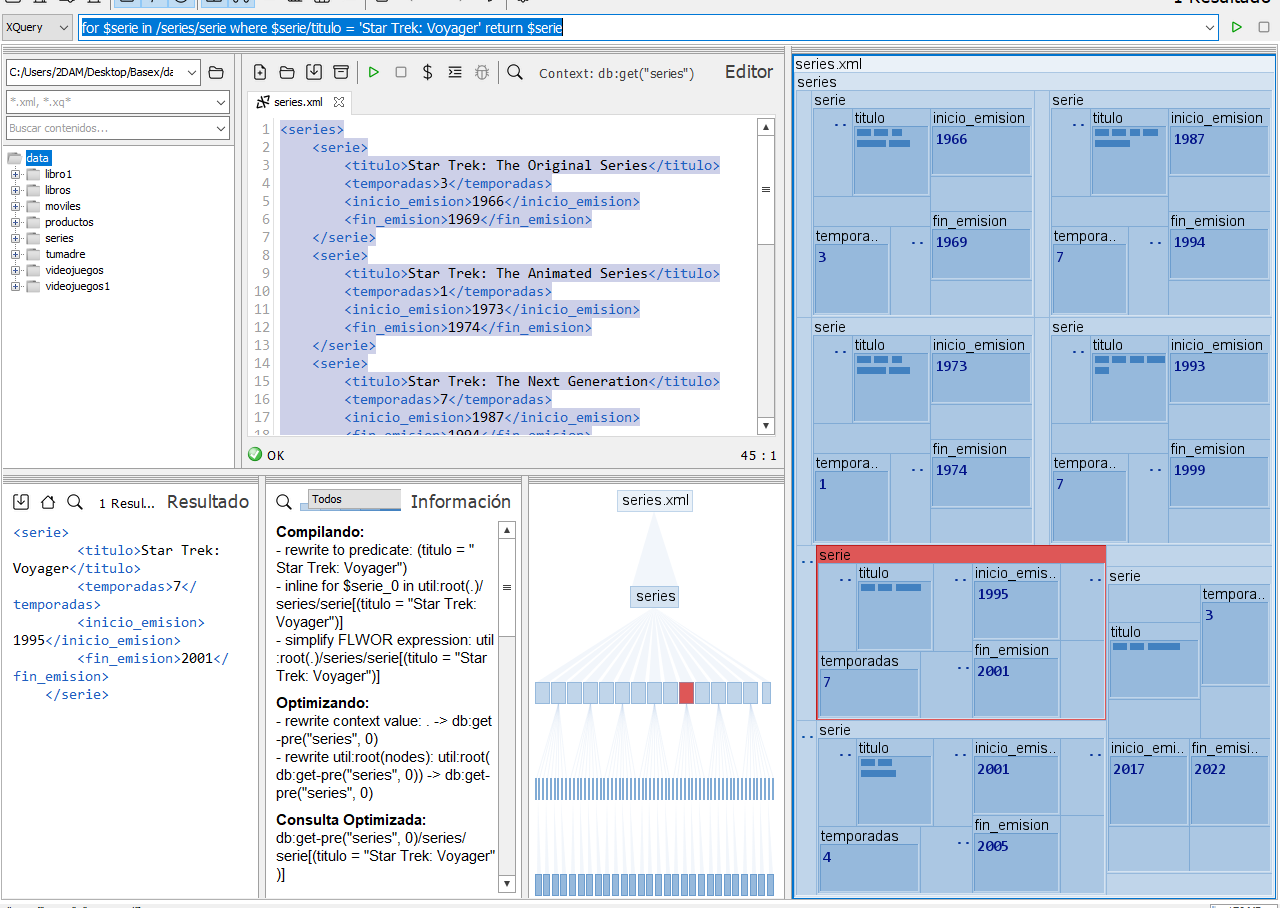 1 Resultado
XQuery
for $serie in /series/serie where $serie/titulo = 'Star Trek: Voyager' return $serie
C:/Users/2DAM/Desktop/Basex/da
*.xml, *.xq*
Buscar contenidos...
data
libro1
libros
moviles
productos
series
tumadre
videojuegos
videojuegos1
Context: db:get("series")
Editor
series.xml
1 <series>
2 <serie>
3 <titulo>Star Trek: The Original Series</titulo>
4 <temporadas>3</temporadas>
5 <inicio_emision>1966</inicio_emision>
6 <fin_emision>1969</fin_emision>
7 </serie>
8 <serie>
9 <titulo>Star Trek: The Animated Series</titulo>
10 <temporadas>1</temporadas>
11 <inicio_emision>1973</inicio_emision>
12 <fin_emision>1974</fin_emision>
13 </serie>
14 <serie>
15 <titulo>Star Trek: The Next Generation</titulo>
16 <temporadas>7</temporadas>
17 <inicio_emision>1987</inicio_emision>
18 <fin_emision>1994</fin_emision>
OK
45 : 1
1 Resul...
Resultado
<serie>
<titulo>Star Trek:
Voyager</titulo>
<temporadas>7</
temporadas>
<inicio_emision>
1995</inicio_emision>
<fin_emision>2001</
fin_emision>
</serie>
Todos
Información
Compilando:
- rewrite to predicate: (titulo = "
Star Trek: Voyager")
- inline for $serie_0 in util:root(.)/
series/serie[(titulo = "Star Trek:
Voyager")]
- simplify FLWOR expression: util
:root(.)/series/serie[(titulo = "Star
Trek: Voyager")]
Optimizando:
- rewrite context value: . -> db:get
-pre("series", 0)
- rewrite util:root(nodes): util:root(
db:get-pre("series", 0)) -> db:get-
pre("series", 0)
Consulta Optimizada:
db:get-pre("series", 0)/series/
serie[(titulo = "Star Trek: Voyager"
)]
series.xml
series
series.xml
series
serie
.. titulo
inicio_emision
1966
fin_emision
1969
tempora.. ..
3
serie
.. titulo
inicio_emision
1987
fin_emision
1994
tempora.. ..
7
serie
.. titulo
inicio_emision
1973
fin_emision
1974
tempora.. ..
1
serie
.. titulo
inicio_emision
1993
fin_emision
1999
tempora.. ..
7
.. serie
.. titulo
.. inicio_emis.. ..
1995
fin_emision
2001
temporadas ..
7
serie
tempora..
3
titulo
inicio_emi..
2017
fin_emisi..
2022
.. serie
.. titulo
.. inicio_emis.. ..
2001
fin_emision
2005
temporadas ..
4